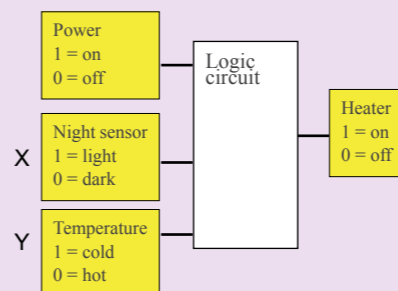 Power
1 = on
0 = off
Logic
circuit
Heater
1 = on
0 = off
X
Night sensor
1 = light
0 = dark
Y
Temperature
1 = cold
0 = hot